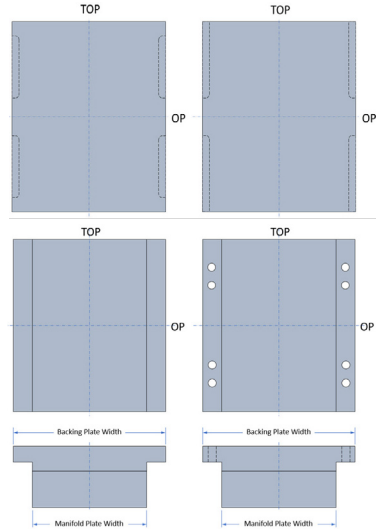 TOP
TOP
OP
OP
TOP
TOP
OP
OP
Backing Plate Width
Backing Plate Width
Manifold Plate Width
Manifold Plate Width